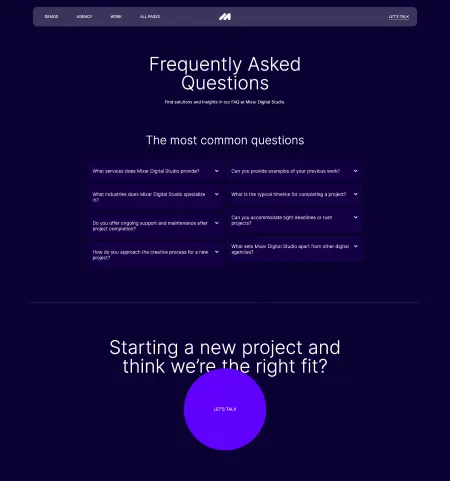 DEMOS
AGENCY
WORK
ALL PAGES
LET'S TALK
Frequently Asked
Questions
Find solutions and insights in our FAQ at Mixar Digital Studio.
The most common questions
What services does Mixar Digital Studio provide?
What industries does Mixar Digital Studio specialize
in?
Do you offer ongoing support and maintenance after
project completion?
How do you approach the creative process for a new
project?
Can you provide examples of your previous work?
What is the typical timeline for completing a project?
Can you accommodate tight deadlines or rush
projects?
What sets Mixar Digital Studio apart from other digital
agencies?
Starting a new project and
think we're the right fit?
LET'S TALK